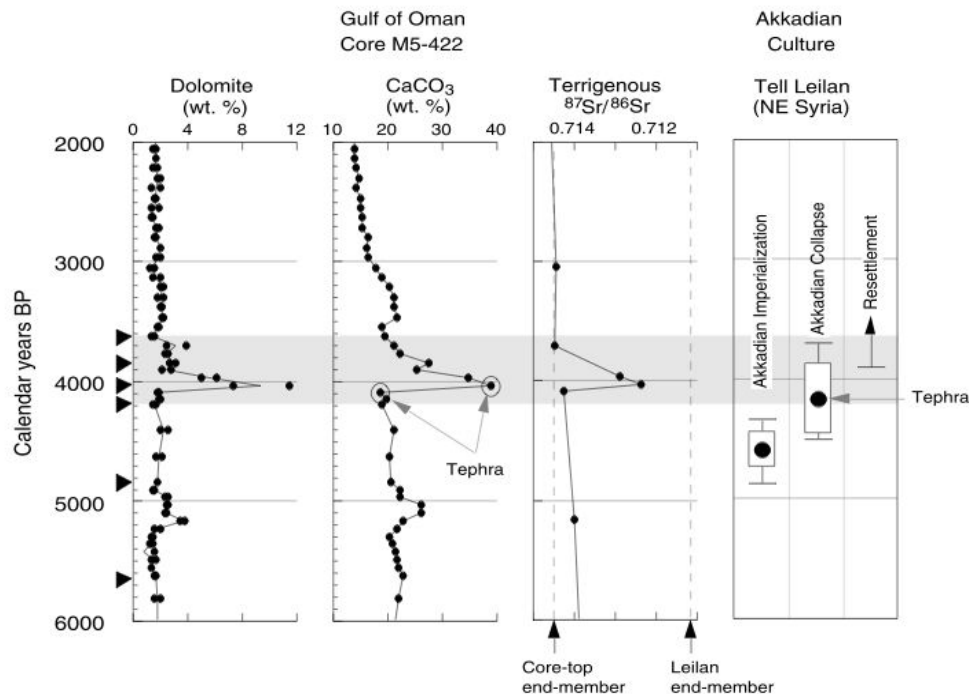 Gulf of Oman
Core M5-422
Akkadian
Culture
Dolomite
(wt. %)
CaCO₃
(wt. %)
Terrigenous
⁸⁷Sr/⁸⁶Sr
Tell Leilan
(NE Syria)
0 4 8 12
10 20 30 40
0.714 0.712
2000
3000
4000
5000
6000
Calendar years BP
Akkadian Imperialization
Akkadian Collapse
Resettlement
Tephra
Tephra
Core-top
end-member
Leilan
end-member